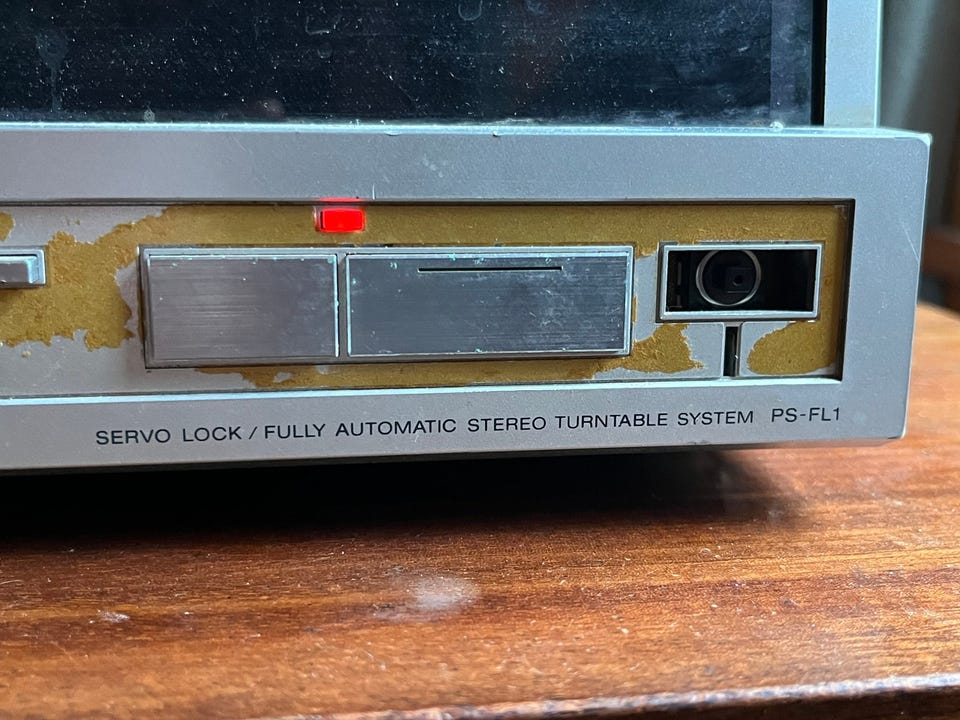 SERVO LOCK / FULLY AUTOMATIC STEREO TURNTABLE SYSTEM PS-FL1